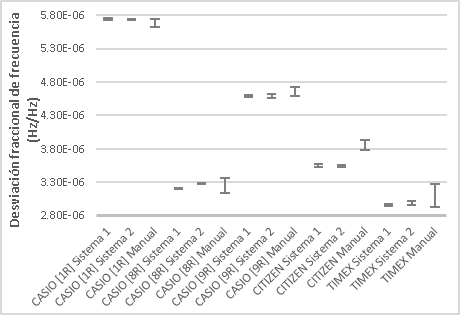 Desviación fraccional de frecuencia
(Hz/Hz)
5.80E-06
5.30E-06
4.80E-06
4.30E-06
3.80E-06
3.30E-06
2.80E-06
CASIO [1R] Sistema 1
CASIO [1R] Sistema 2
CASIO [1R] Manual
CASIO [8R] Sistema 1
CASIO [8R] Sistema 2
CASIO [8R] Manual
CASIO [9R] Sistema 1
CASIO [9R] Sistema 2
CASIO [9R] Manual
CITIZEN Sistema 1
CITIZEN Sistema 2
CITIZEN Manual
TIMEX Sistema 1
TIMEX Sistema 2
TIMEX Manual